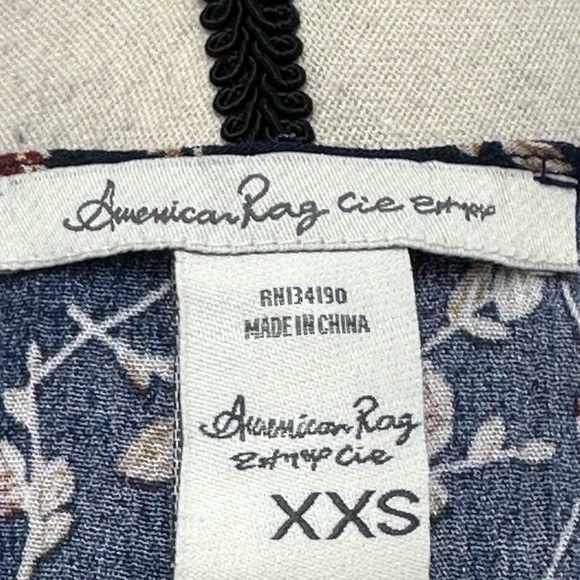 American Rag Cie
RN134190
MADE IN CHINA
American Rag
Cie
XXS